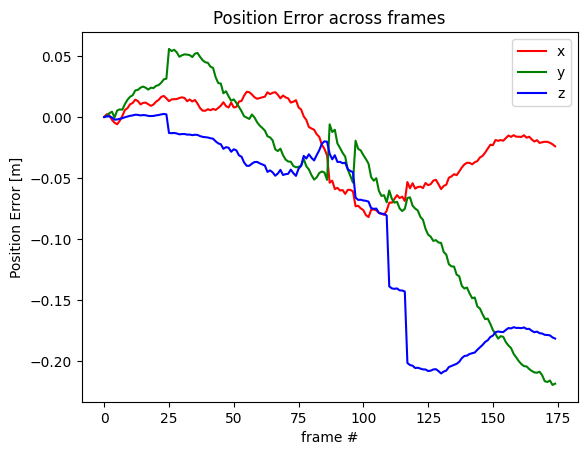 Position Error across frames
x
y
z
0.05
0.00
−0.05
−0.10
−0.15
−0.20
Position Error [m]
0 25 50 75 100 125 150 175
frame #